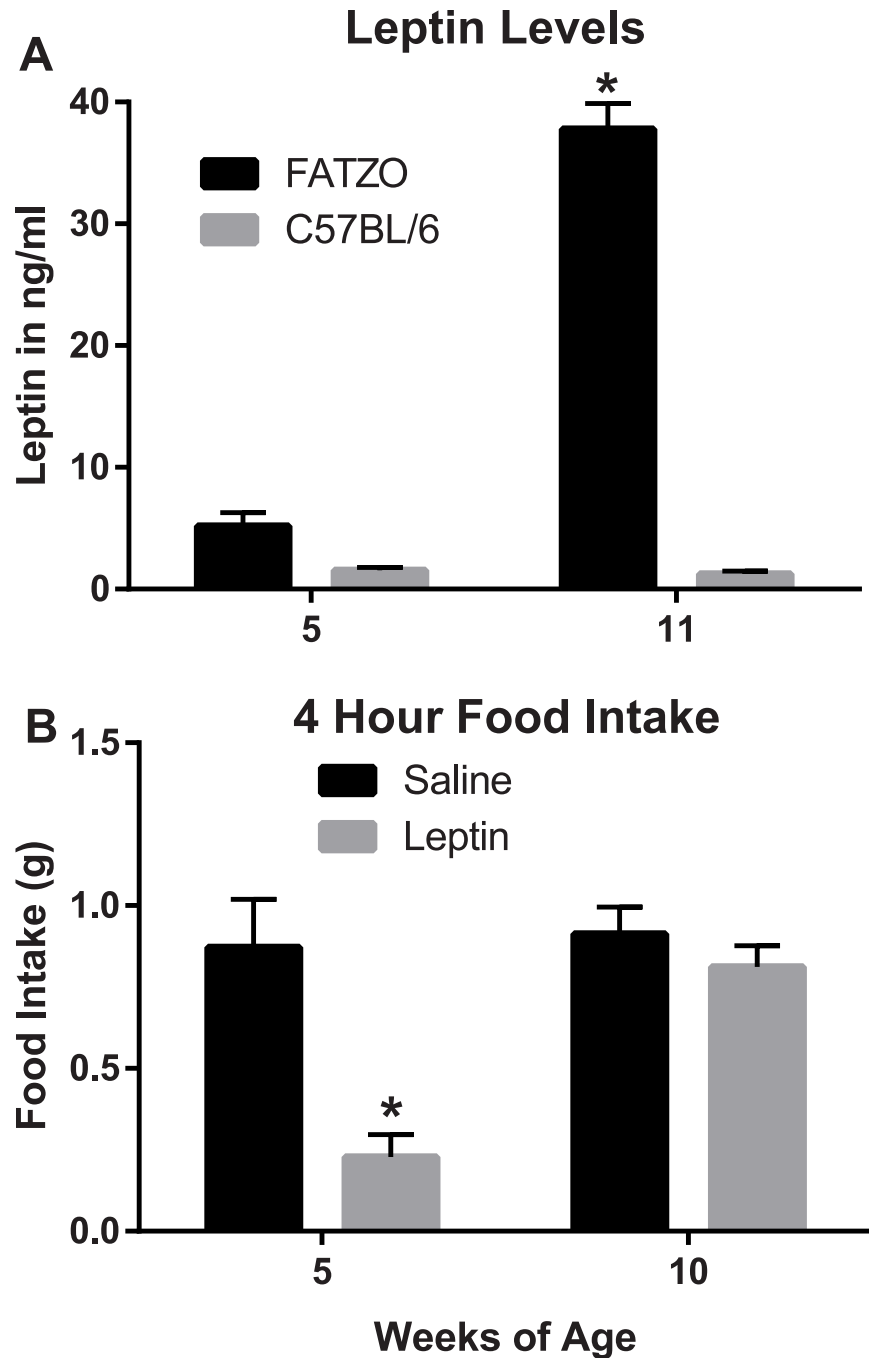 A
Leptin Levels
*
40
30
20
10
0
Leptin in ng/ml
FATZO
C57BL/6
5
11
B
4 Hour Food Intake
1.5
1.0
0.5
0.0
Food Intake (g)
Saline
Leptin
*
5
10
Weeks of Age